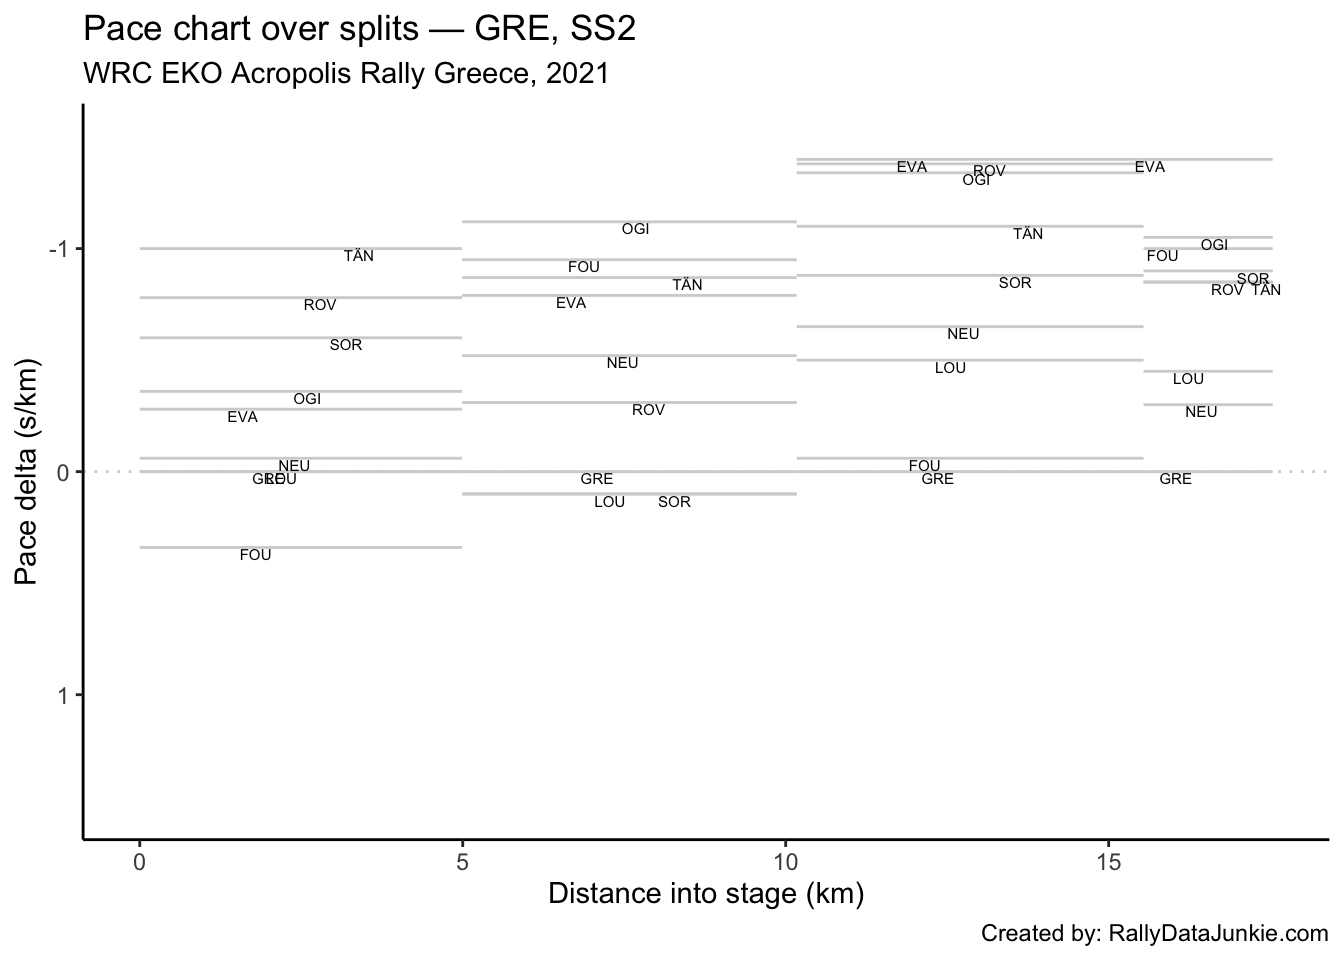 Pace chart over splits — GRE, SS2
WRC EKO Acropolis Rally Greece, 2021
EVA ROV EVA
OGI
OGI TÄN
-1 TÄN FOU OGI
FOU
TÄN SOR SOR
EVA ROV TÄN
ROV
SOR NEU
NEU LOU
LOU
OGI ROV NEU
EVA
NEU FOU
0 GRE LOU GRE GRE GRE
LOU SOR
FOU
1
Pace delta (s/km)
0 5 10 15
Distance into stage (km)
Created by: RallyDataJunkie.com